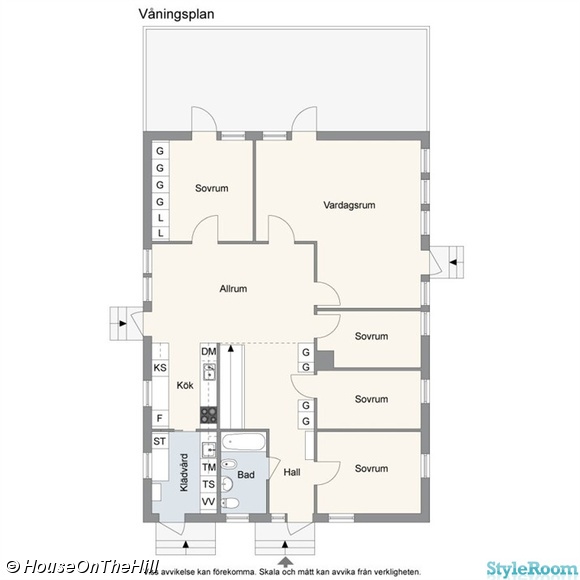 Våningsplan
G
G
G
G
L
L
Sovrum
Vardagsrum
Allrum
DM
KS
Kök
F
G
G
Sovrum
G
G
Sovrum
ST
Klädvård
TM
TS
VV
Bad
Hall
Sovrum
© HouseOnTheHill
Viss avvikelse kan förekomma. Skala och mått kan avvika från verkligheten.
StyleRoom